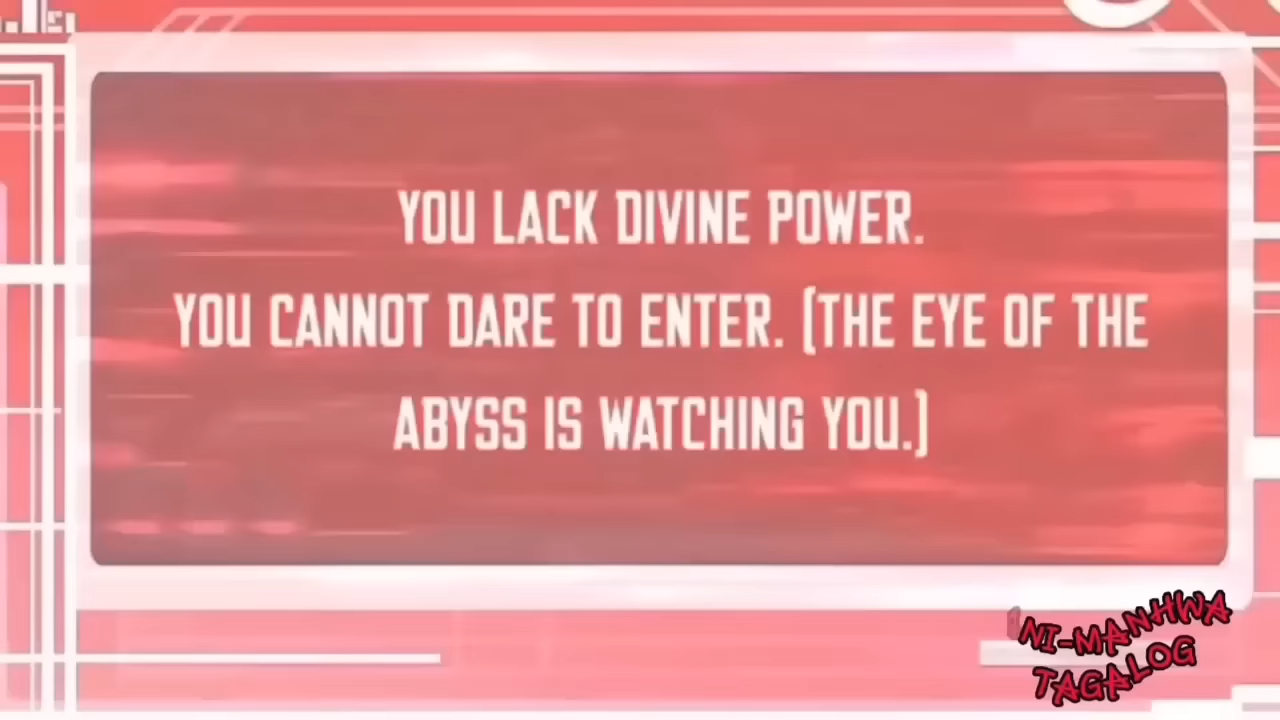 YOU LACK DIVINE POWER.
YOU CANNOT DARE TO ENTER. (THE EYE OF THE
ABYSS IS WATCHING YOU.)
ANI-MANHWA
TAGALOG